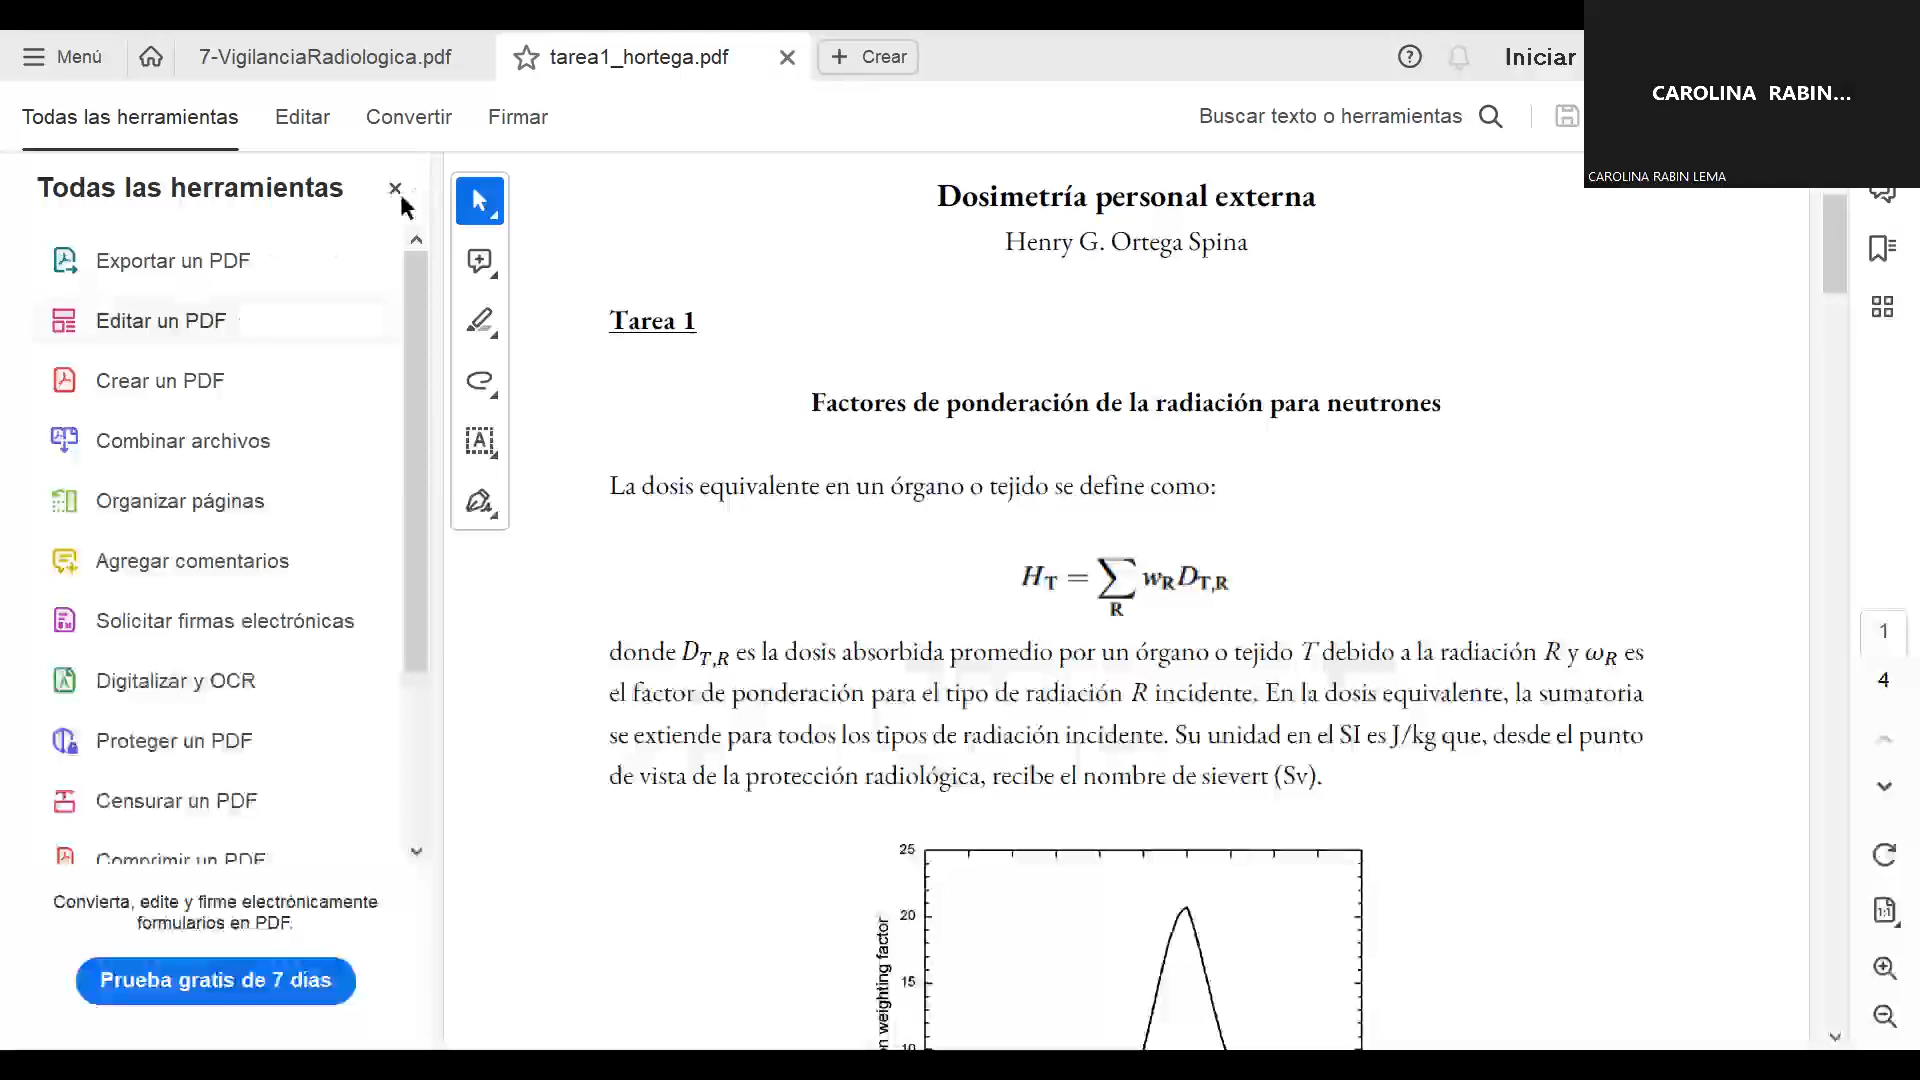 Menú
7-VigilanciaRadiologica.pdf
tarea1_hortega.pdf
Crear
Iniciar
CAROLINA RABIN...
CAROLINA RABIN LEMA
Todas las herramientas
Editar
Convertir
Firmar
Buscar texto o herramientas
Todas las herramientas
Exportar un PDF
Editar un PDF
Crear un PDF
Combinar archivos
Organizar páginas
Agregar comentarios
Solicitar firmas electrónicas
Digitalizar y OCR
Proteger un PDF
Censurar un PDF
Comprimir un PDF
Convierta, edite y firme electrónicamente
formularios en PDF.
Prueba gratis de 7 días
Dosimetría personal externa
Henry G. Ortega Spina
Tarea 1
Factores de ponderación de la radiación para neutrones
La dosis equivalente en un órgano o tejido se define como:
H_T = ∑_R w_R D_T,R
donde D_T,R es la dosis absorbida promedio por un órgano o tejido T debido a la radiación R y ω_R es
el factor de ponderación para el tipo de radiación R incidente. En la dosis equivalente, la sumatoria
se extiende para todos los tipos de radiación incidente. Su unidad en el SI es J/kg que, desde el punto
de vista de la protección radiológica, recibe el nombre de sievert (Sv).
25
20
15
10
weighting factor
1
4